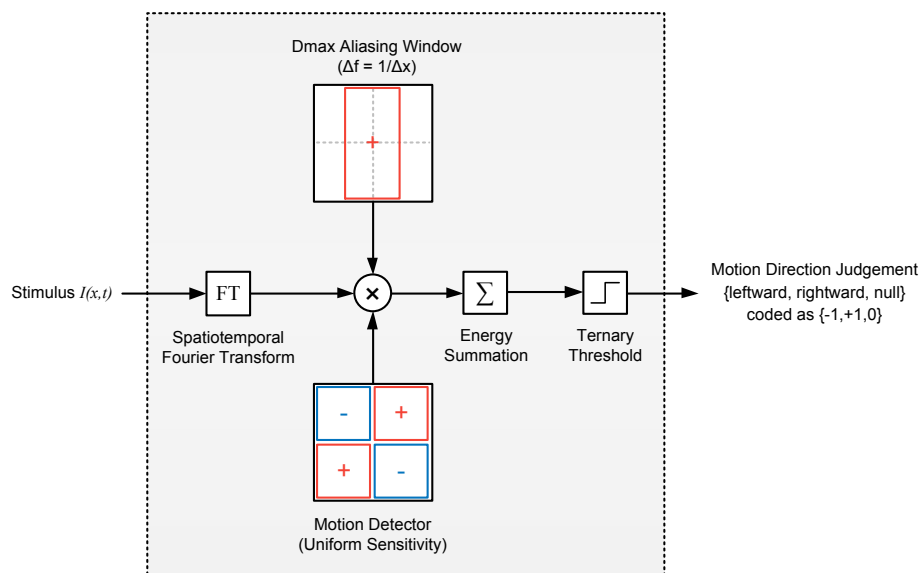 Dmax Aliasing Window
(Δf = 1/Δx)
+
Stimulus I(x,t)
FT
×
∑
Spatiotemporal
Fourier Transform
Energy
Summation
Ternary
Threshold
Motion Direction Judgement
{leftward, rightward, null}
coded as {-1,+1,0}
- +
+ -
Motion Detector
(Uniform Sensitivity)